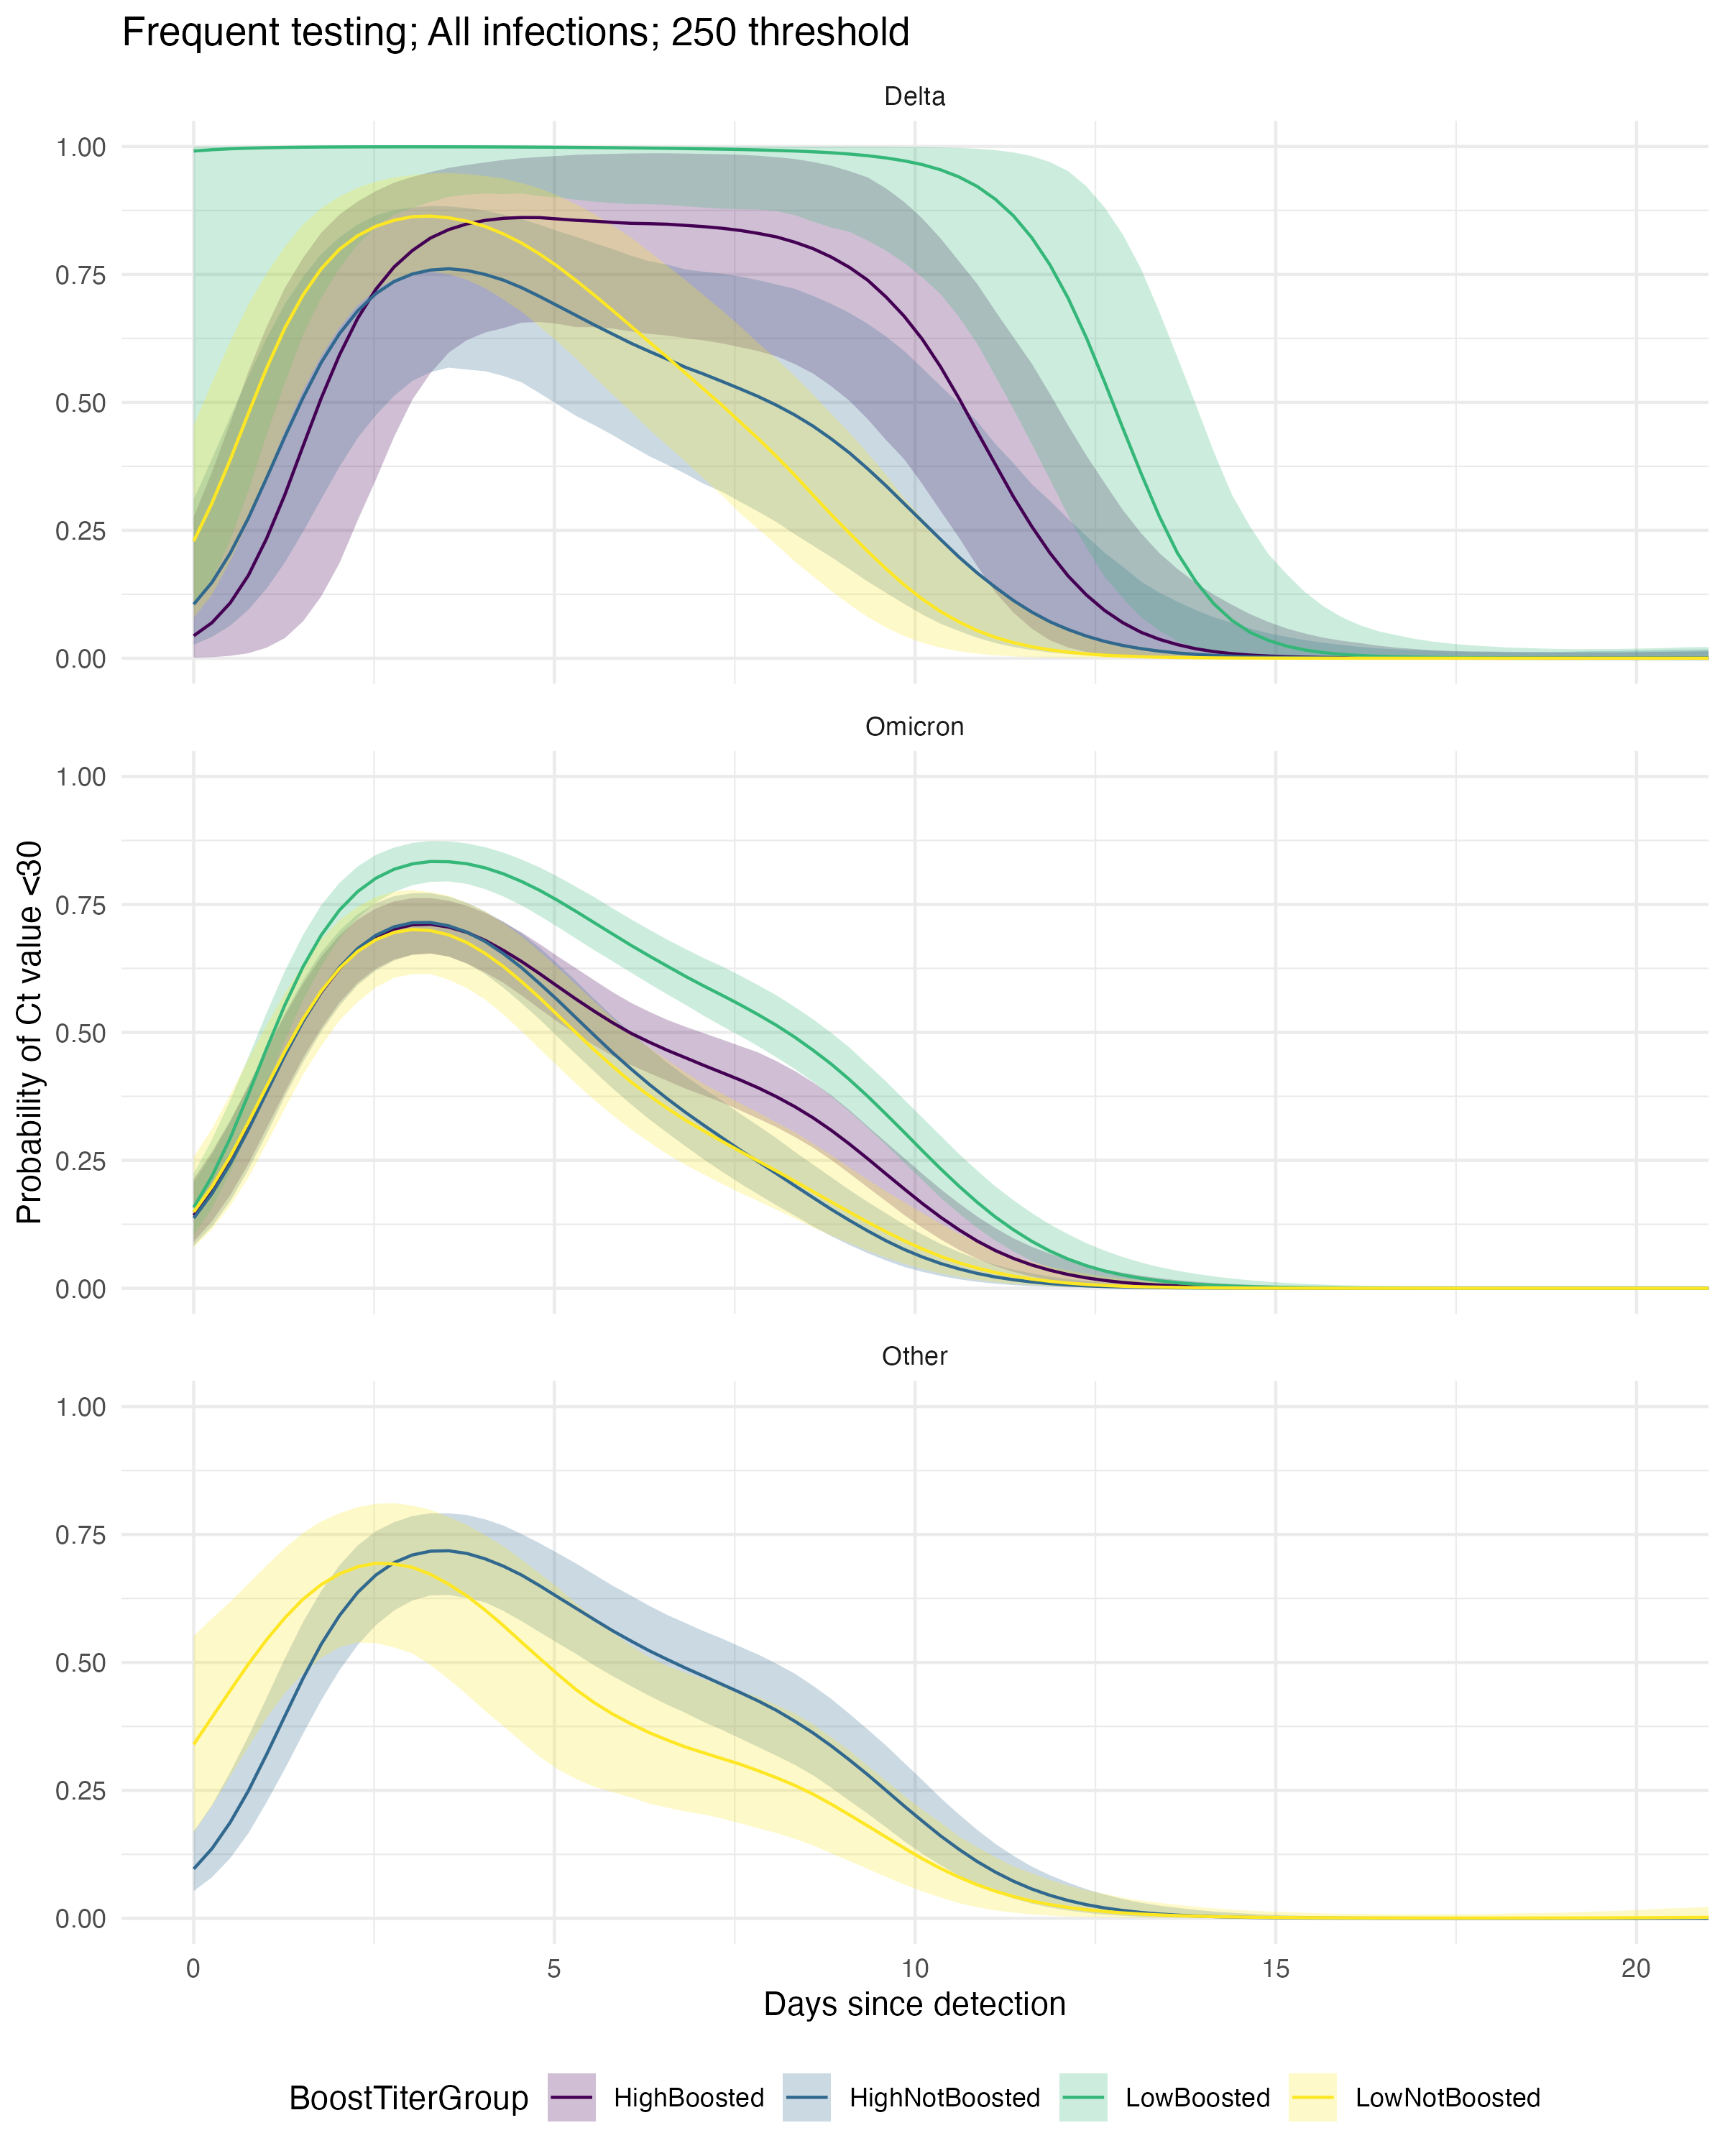 Frequent testing; All infections; 250 threshold
Delta
1.00
0.75
0.50
0.25
0.00
Omicron
1.00
0.75
0.50
0.25
0.00
Probability of Ct value <30
Other
1.00
0.75
0.50
0.25
0.00
0 5 10 15 20
Days since detection
BoostTiterGroup HighBoosted HighNotBoosted LowBoosted LowNotBoosted